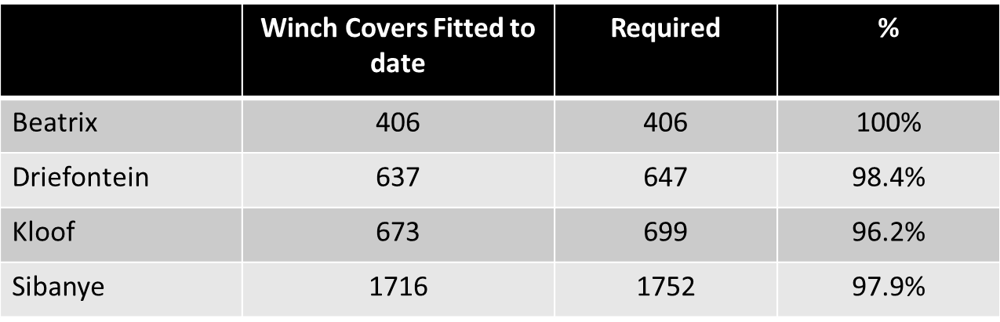 Winch Covers Fitted to date Required %
Beatrix 406 406 100%
Driefontein 637 647 98.4%
Kloof 673 699 96.2%
Sibanye 1716 1752 97.9%